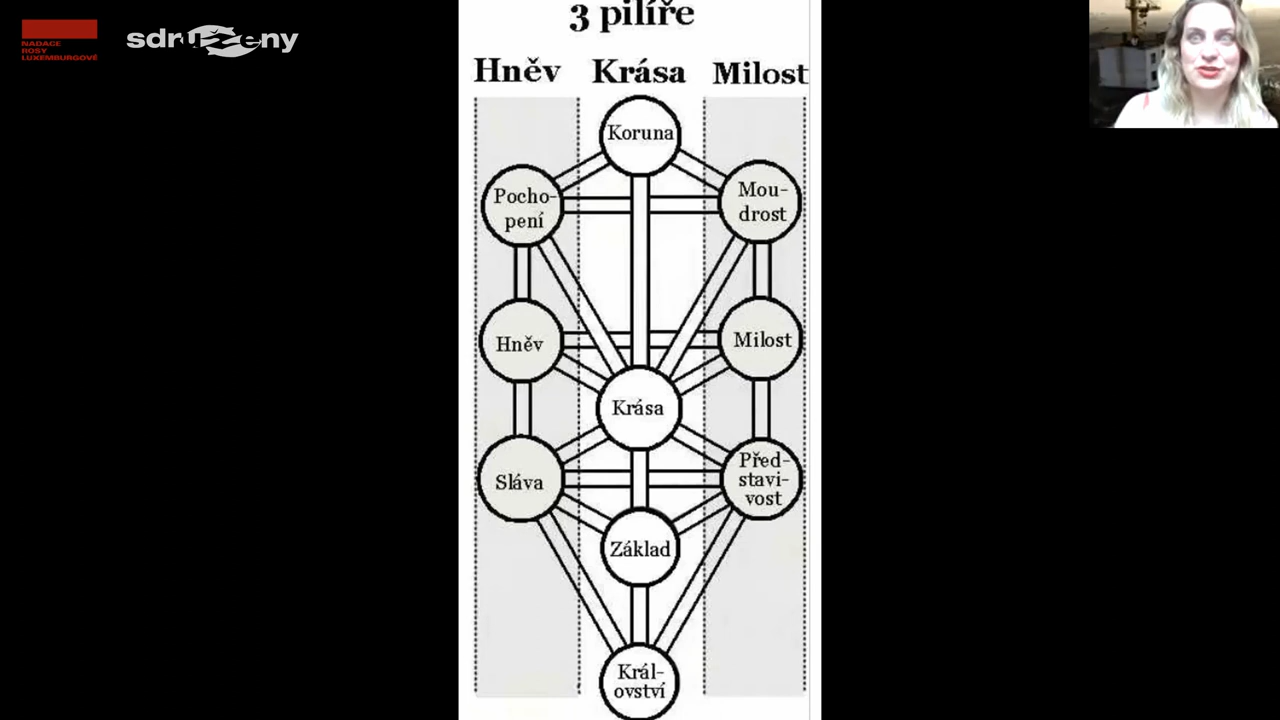 NADACE
ROSY
LUXEMBURGOVÉ
sdruženy
3 pilíře
Hněv Krása Milost
Koruna
Pocho-
pení
Mou-
drost
Hněv
Milost
Krása
Sláva
Před-
stavi-
vost
Základ
Král-
ovství